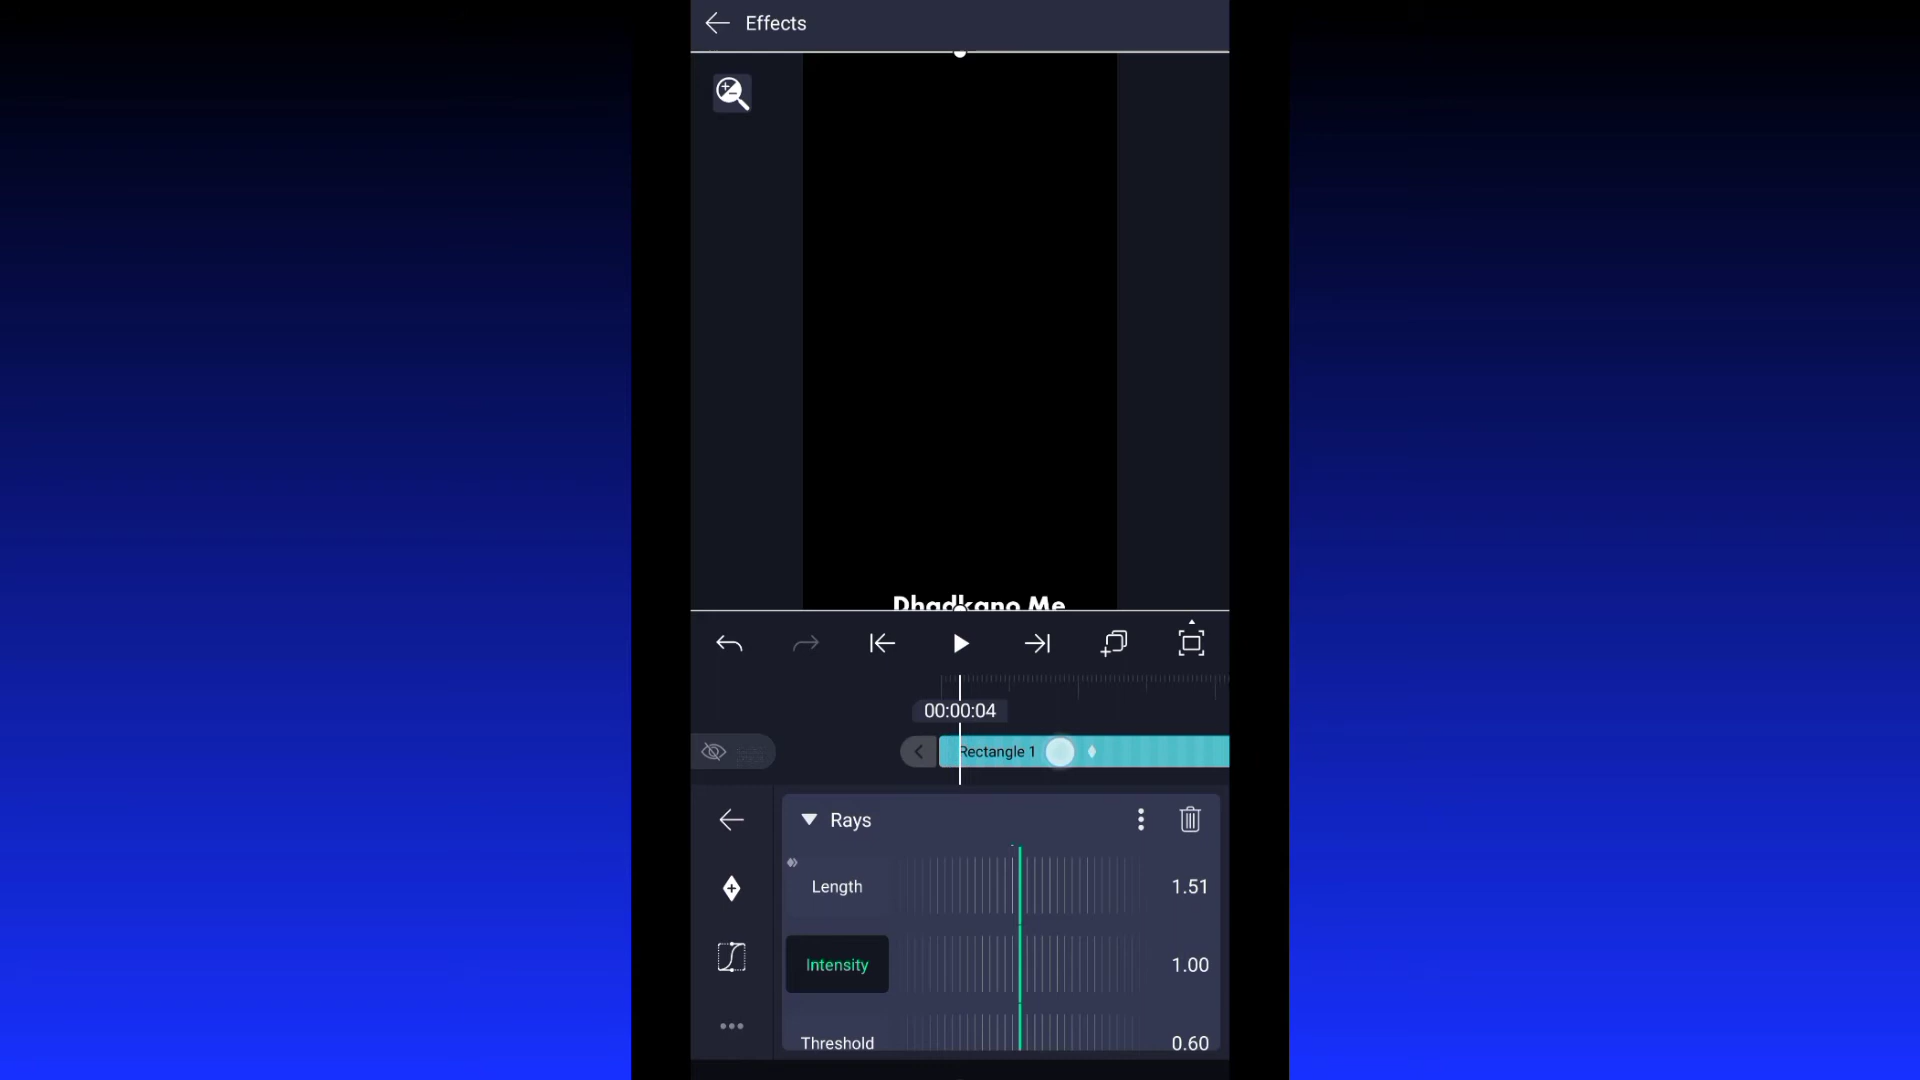 Effects
Dhadkano Me
00:00:04
Rectangle 1
Rays
Length 1.51
Intensity 1.00
Threshold 0.60